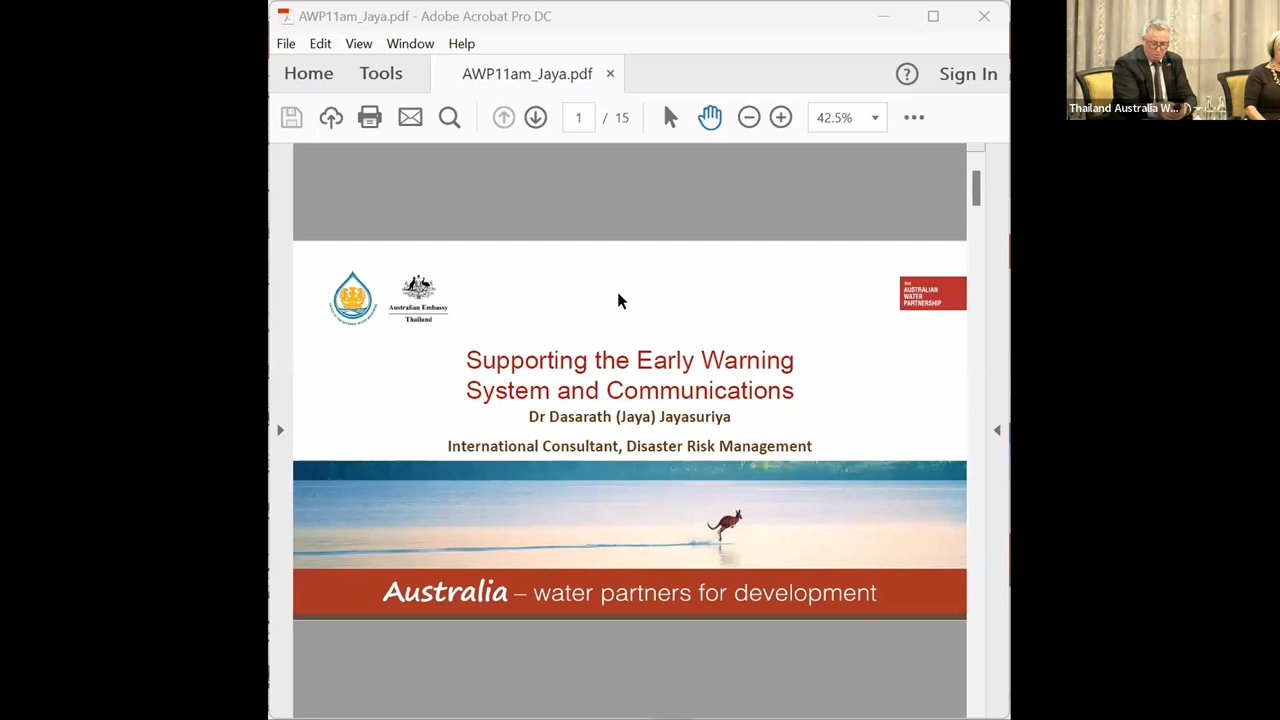 AWP11am_Jaya.pdf - Adobe Acrobat Pro DC
File Edit View Window Help
Home Tools AWP11am_Jaya.pdf × ? Sign In
1 / 15 42.5%
Thailand Australia W...
Australian Embassy
Thailand
THE
AUSTRALIAN
WATER
PARTNERSHIP
Supporting the Early Warning
System and Communications
Dr Dasarath (Jaya) Jayasuriya
International Consultant, Disaster Risk Management
Australia – water partners for development